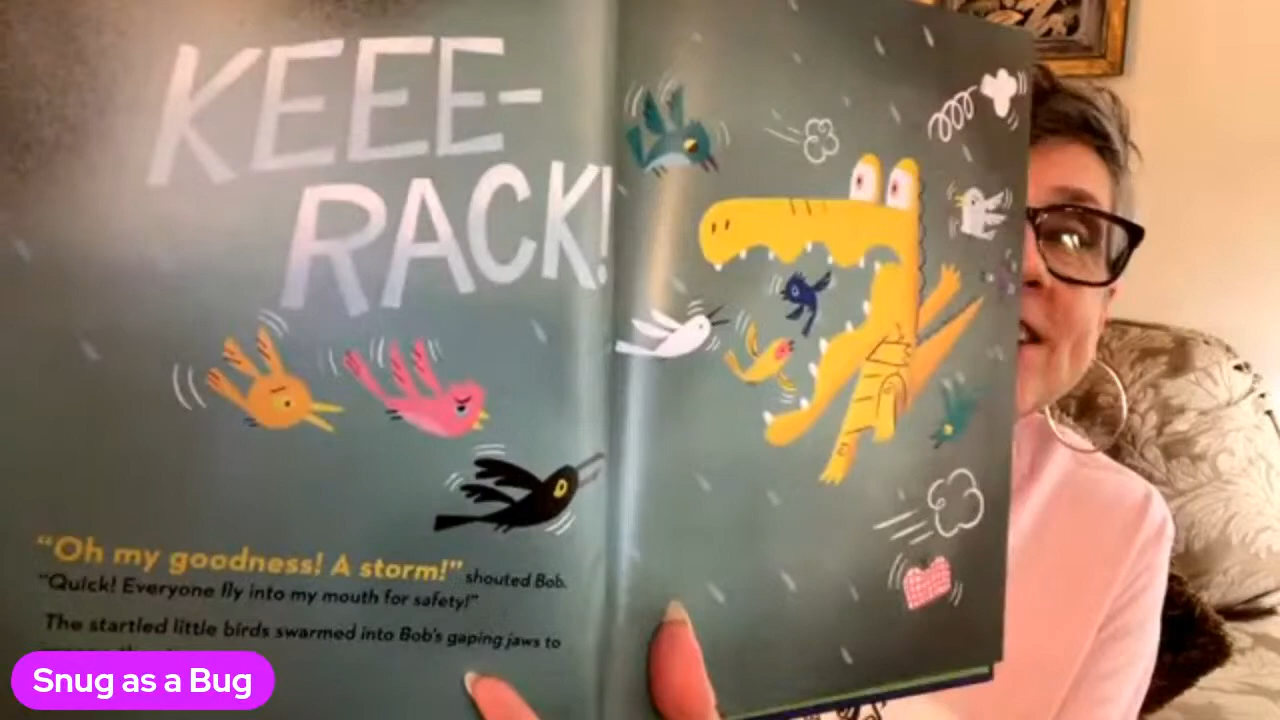 KEEE-
RACK!
“Oh my goodness! A storm!” shouted Bob.
“Quick! Everyone fly into my mouth for safety!”
The startled little birds swarmed into Bob's gaping jaws to
Snug as a Bug